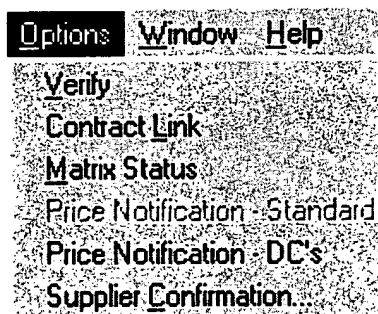 Options Window Help
Verify
Contract Link
Matrix Status
Price Notification - Standard
Price Notification - DC's
Supplier Confirmation...